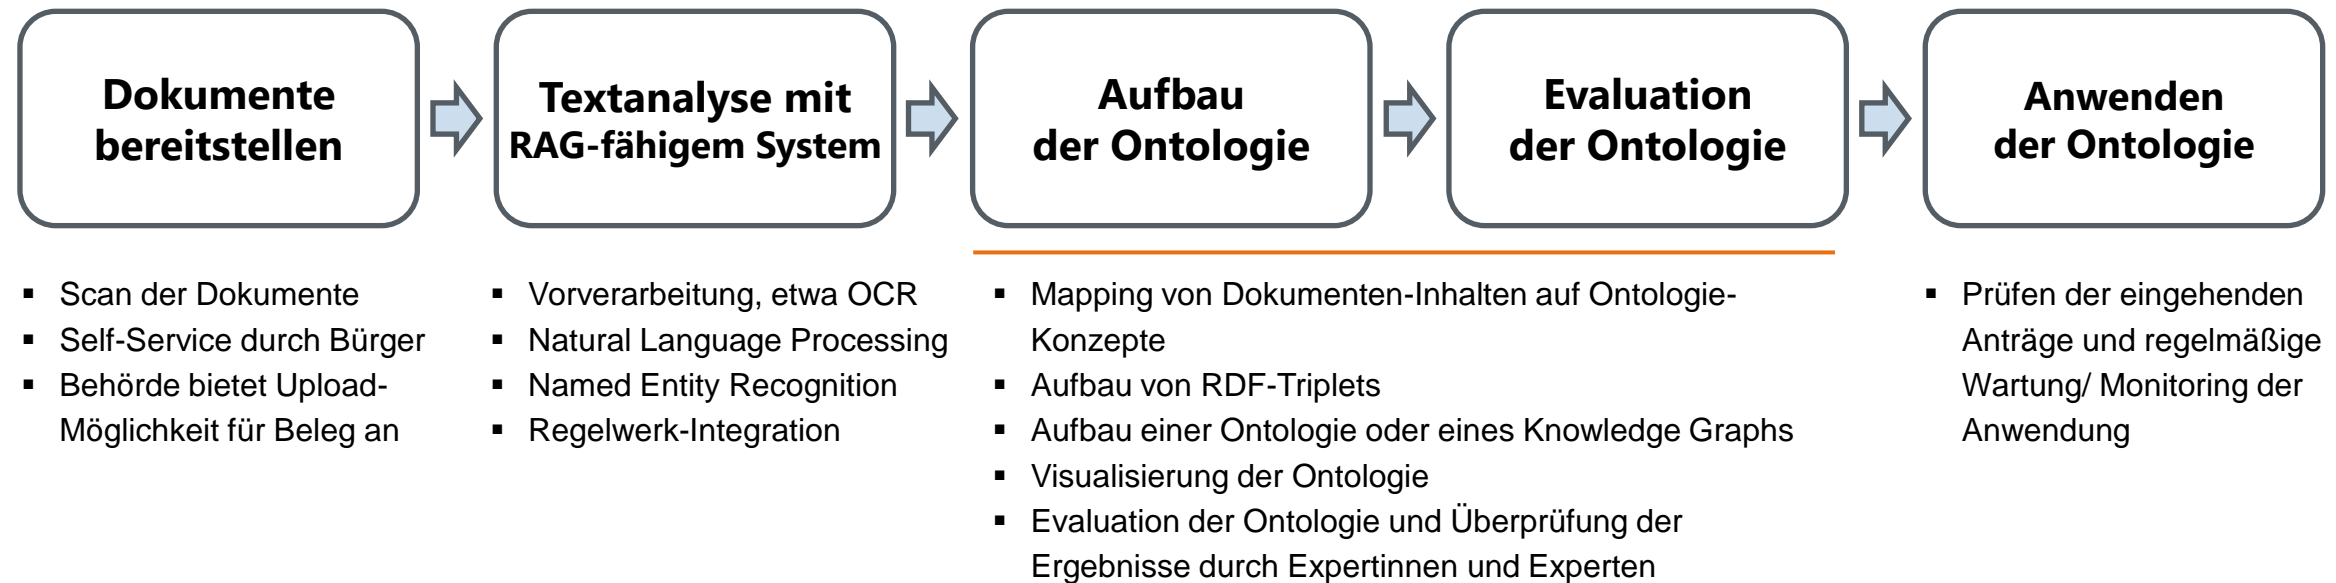 Dokumente
bereitstellen
Textanalyse mit
RAG-fähigem System
Aufbau
der Ontologie
Evaluation
der Ontologie
Anwenden
der Ontologie
▪ Scan der Dokumente
▪ Self-Service durch Bürger
▪ Behörde bietet Upload-
Möglichkeit für Beleg an
▪ Vorverarbeitung, etwa OCR
▪ Natural Language Processing
▪ Named Entity Recognition
▪ Regelwerk-Integration
▪ Mapping von Dokumenten-Inhalten auf Ontologie-
Konzepte
▪ Aufbau von RDF-Triplets
▪ Aufbau einer Ontologie oder eines Knowledge Graphs
▪ Visualisierung der Ontologie
▪ Evaluation der Ontologie und Überprüfung der
Ergebnisse durch Expertinnen und Experten
▪ Prüfen der eingehenden
Anträge und regelmäßige
Wartung/ Monitoring der
Anwendung